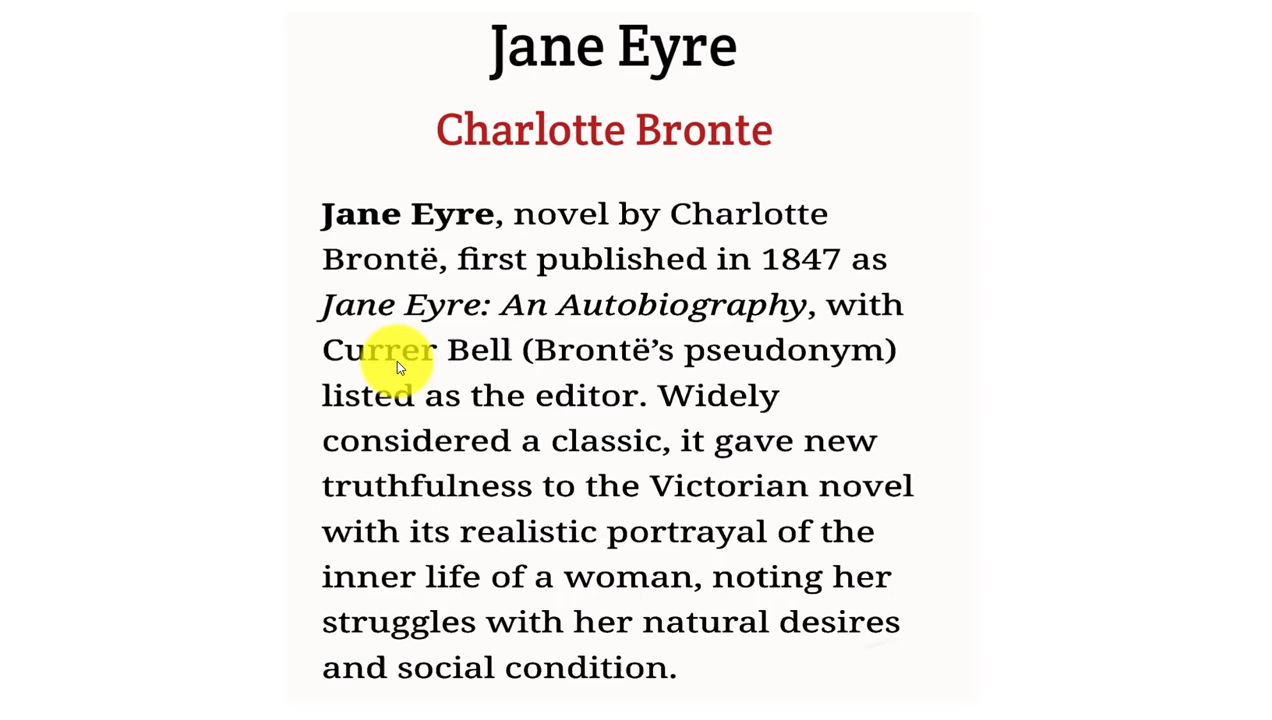 Jane Eyre
Charlotte Bronte
Jane Eyre, novel by Charlotte
Brontë, first published in 1847 as
Jane Eyre: An Autobiography, with
Currer Bell (Brontë’s pseudonym)
listed as the editor. Widely
considered a classic, it gave new
truthfulness to the Victorian novel
with its realistic portrayal of the
inner life of a woman, noting her
struggles with her natural desires
and social condition.